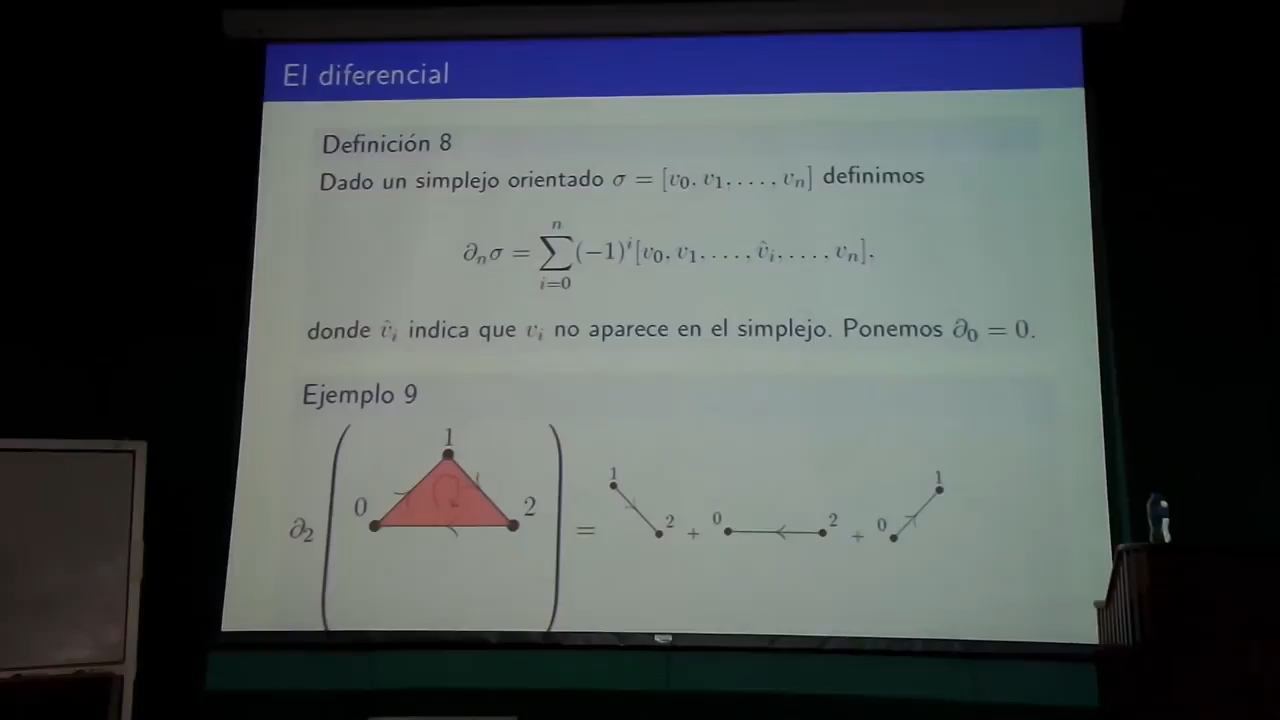 El diferencial
Definición 8
Dado un simplejo orientado σ = [v₀, v₁, . . . , vₙ] definimos
∂ₙσ = ∑ᵢ₌₀ⁿ (−1)ⁱ[v₀, v₁, . . . , v̂ᵢ, . . . , vₙ],
donde v̂ᵢ indica que vᵢ no aparece en el simplejo. Ponemos ∂₀ = 0.
Ejemplo 9
∂₂ ( 0 1 2 ) = 1 2 + 0 2 + 0 1